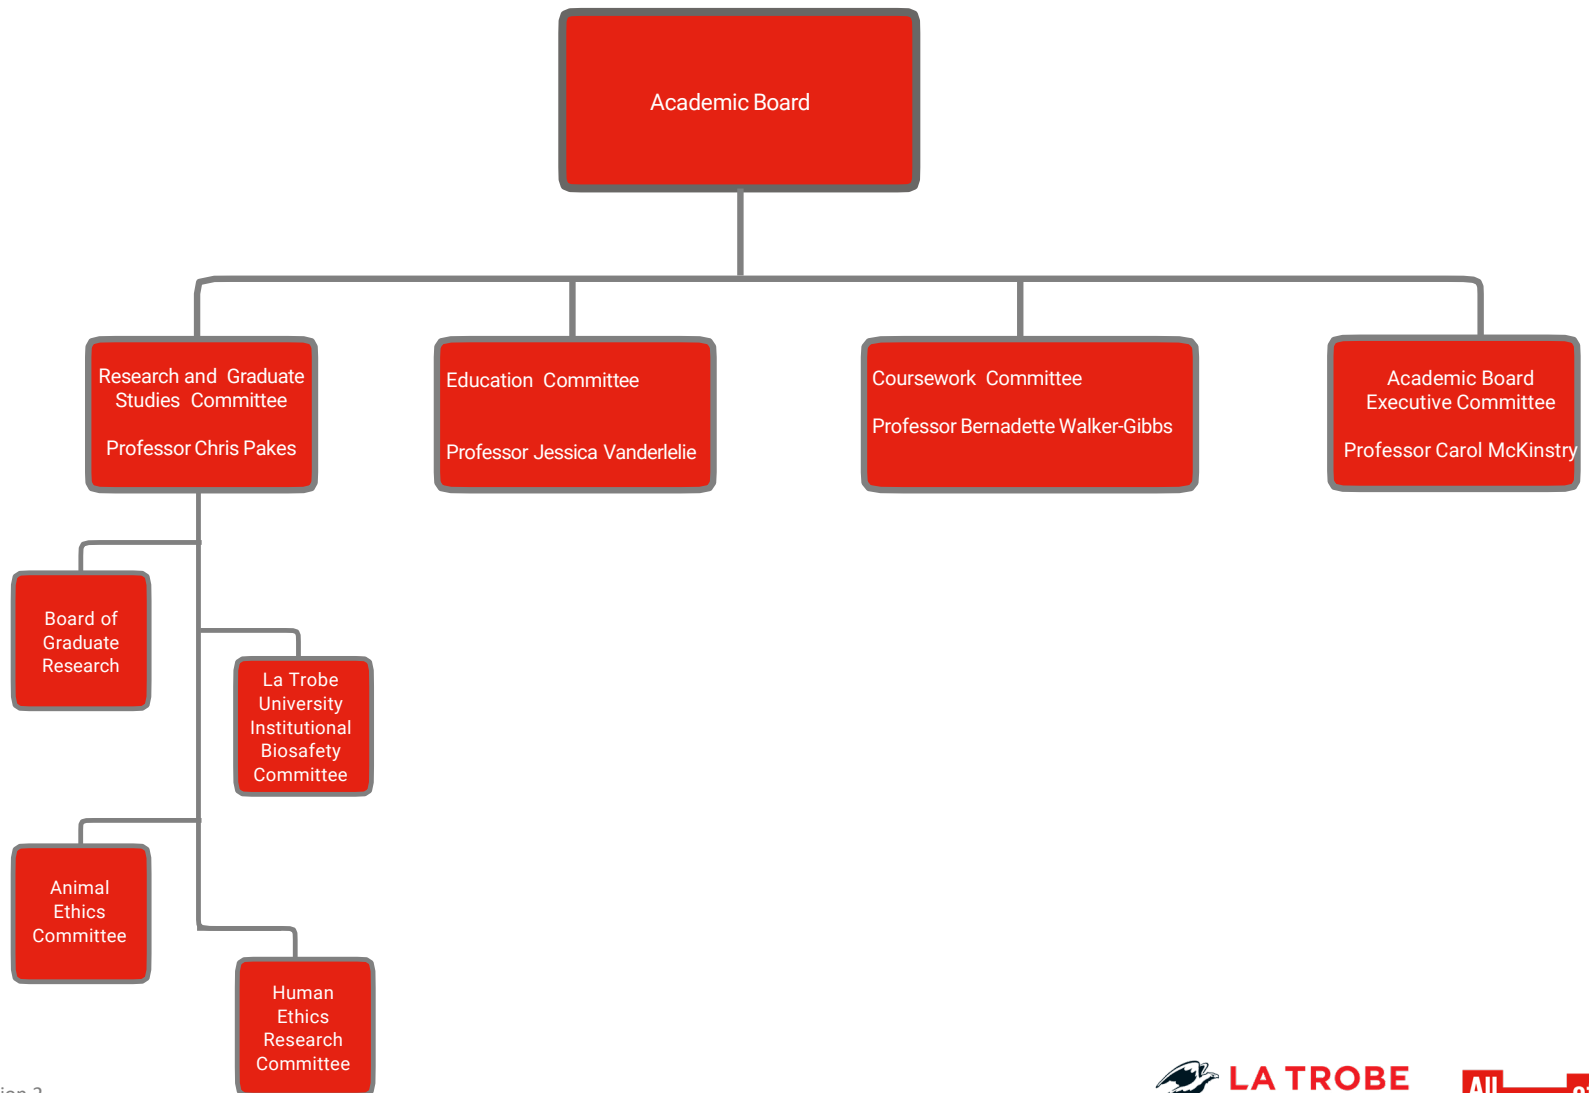 Academic Board
Research and Graduate
Studies Committee
Professor Chris Pakes
Education Committee
Professor Jessica Vanderlelie
Coursework Committee
Professor Bernadette Walker-Gibbs
Academic Board
Executive Committee
Professor Carol McKinstry
Board of
Graduate
Research
La Trobe
University
Institutional
Biosafety
Committee
Animal
Ethics
Committee
Human
Ethics
Research
Committee
LA TROBE
All